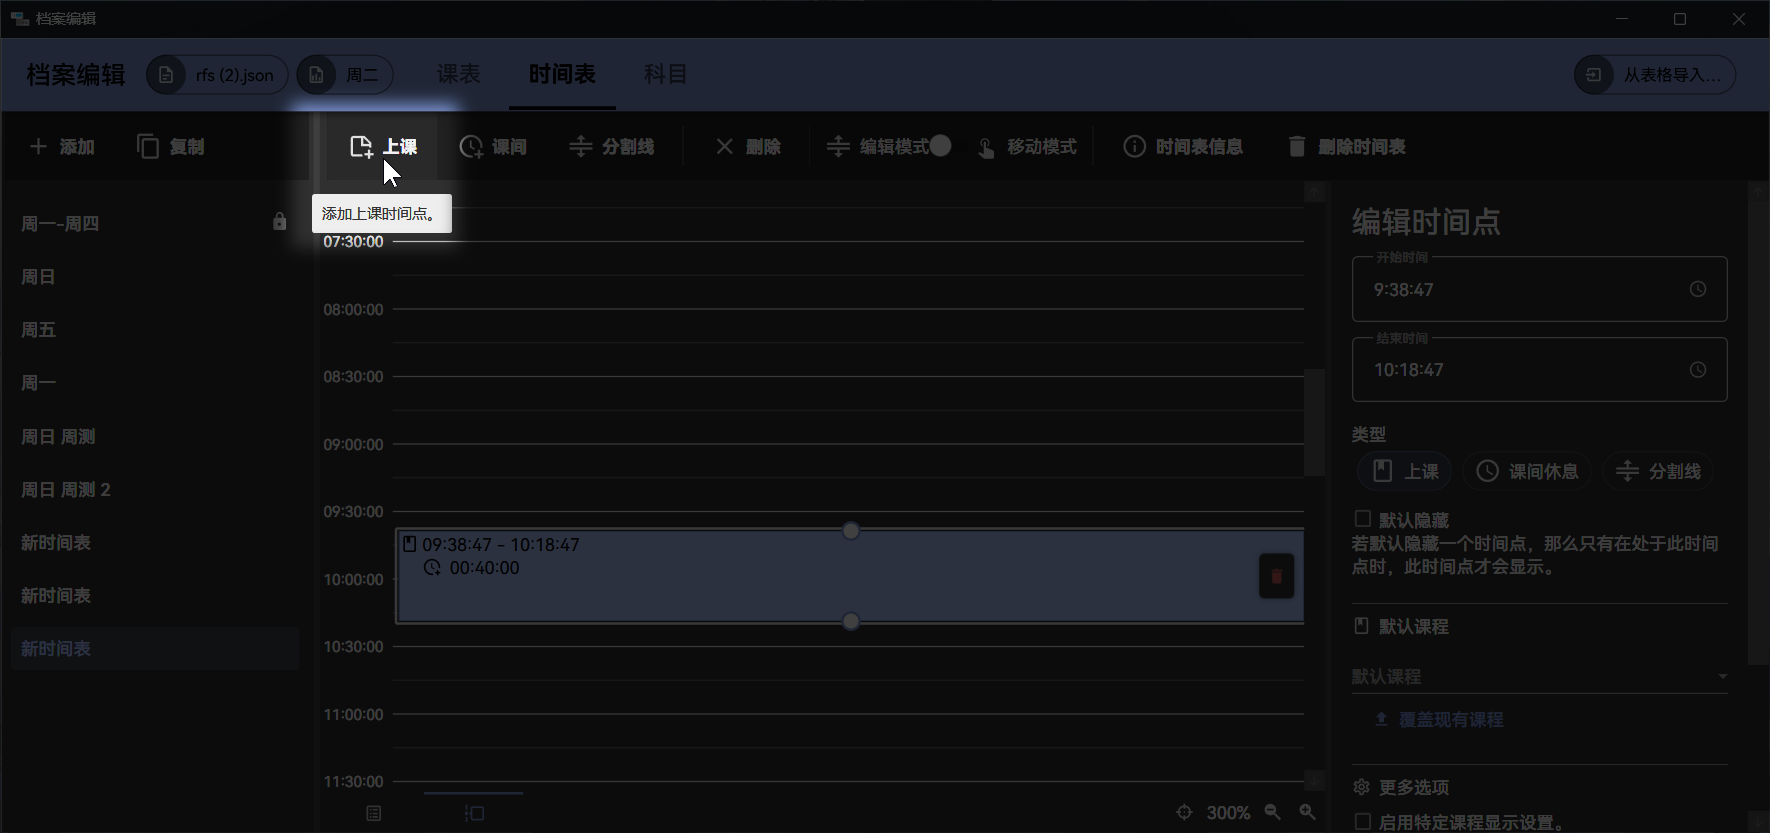 档案编辑
档案编辑 rfs (2).json 周二 课表 时间表 科目 从表格导入...
添加 复制 上课 课间 分割线 删除 编辑模式 移动模式 时间表信息 删除时间表
添加上课时间点。
周一-周四
周日
周五
周一
周日 周测
周日 周测 2
新时间表
新时间表
新时间表
07:30:00
08:00:00
08:30:00
09:00:00
09:30:00
09:38:47 - 10:18:47
00:40:00
10:00:00
10:30:00
11:00:00
11:30:00
300%
编辑时间点
开始时间
9:38:47
结束时间
10:18:47
类型
上课 课间休息 分割线
默认隐藏
若默认隐藏一个时间点，那么只有在处于此时间
点时，此时间点才会显示。
默认课程
默认课程
覆盖现有课程
更多选项
启用特定课程显示设置。